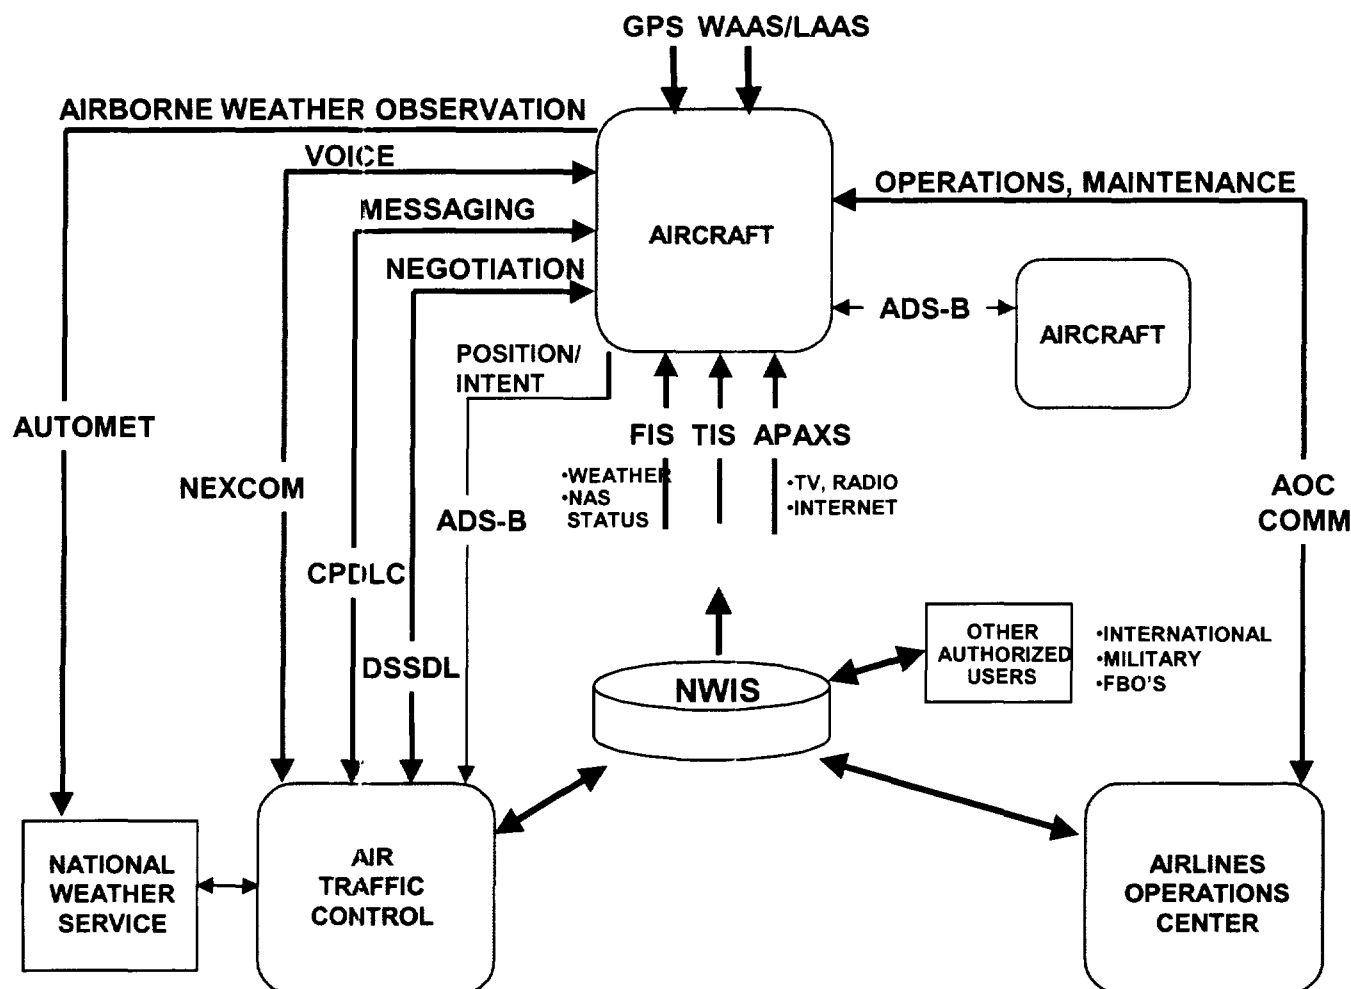 GPS WAAS/LAAS
AIRBORNE WEATHER OBSERVATION
VOICE
OPERATIONS, MAINTENANCE
MESSAGING
AIRCRAFT
NEGOTIATION
ADS-B
AIRCRAFT
POSITION/
INTENT
AUTOMET
FIS TIS APAXS
•WEATHER
•NAS
STATUS
•TV, RADIO
•INTERNET
NEXCOM
ADS-B
AOC
COMM
CPDLC
DSSDL
NWIS
OTHER
AUTHORIZED
USERS
•INTERNATIONAL
•MILITARY
•FBO'S
NATIONAL
WEATHER
SERVICE
AIR
TRAFFIC
CONTROL
AIRLINES
OPERATIONS
CENTER